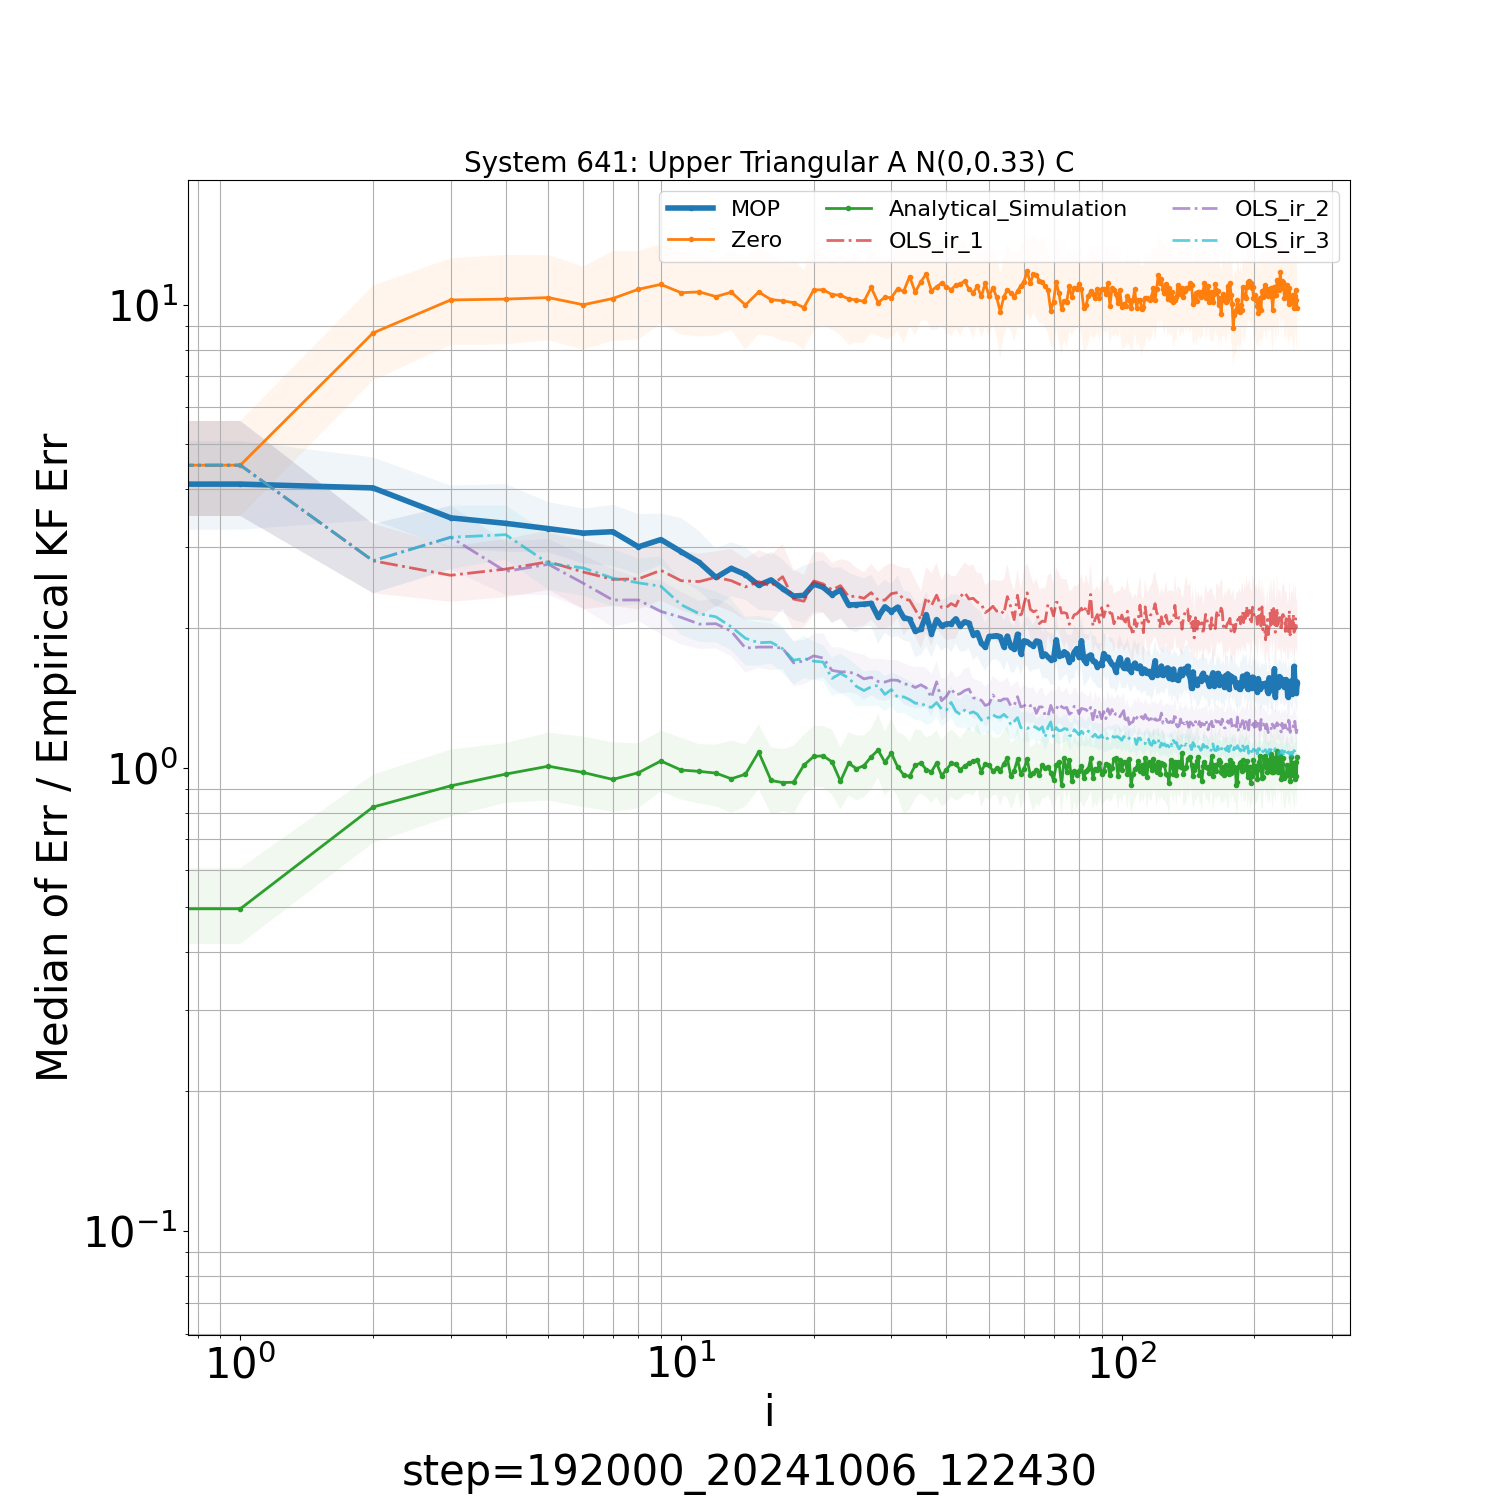 System 641: Upper Triangular A N(0,0.33) C
MOP
Zero
Analytical_Simulation
OLS_ir_1
OLS_ir_2
OLS_ir_3
Median of Err / Empirical KF Err
10¹
10⁰
10⁻¹
10⁰ 10¹ 10²
i
step=192000_20241006_122430